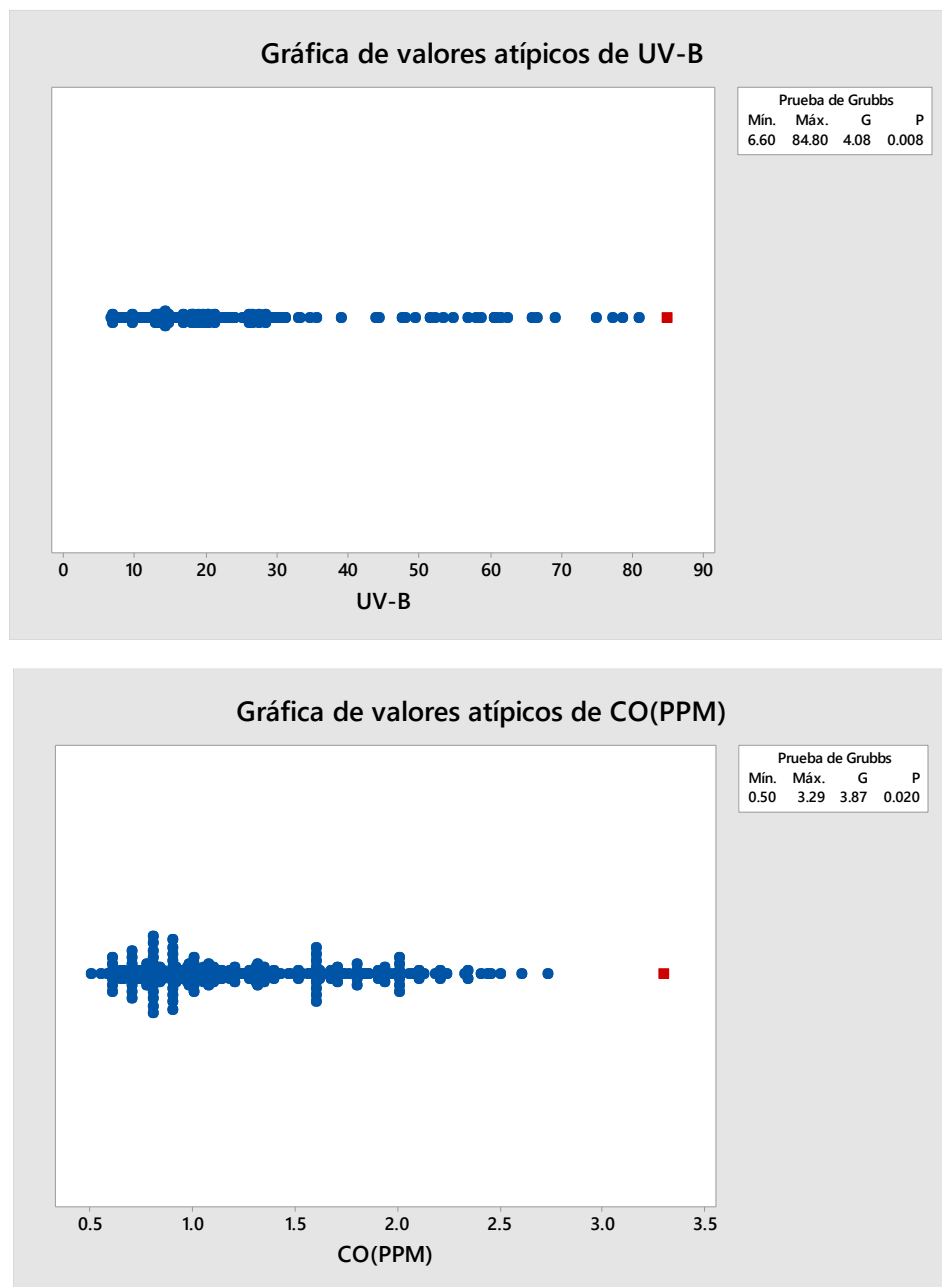 Gráfica de valores atípicos de UV-B
Prueba de Grubbs
Mín. Máx. G P
6.60 84.80 4.08 0.008
0 10 20 30 40 50 60 70 80 90
UV-B
Gráfica de valores atípicos de CO(PPM)
Prueba de Grubbs
Mín. Máx. G P
0.50 3.29 3.87 0.020
0.5 1.0 1.5 2.0 2.5 3.0 3.5
CO(PPM)